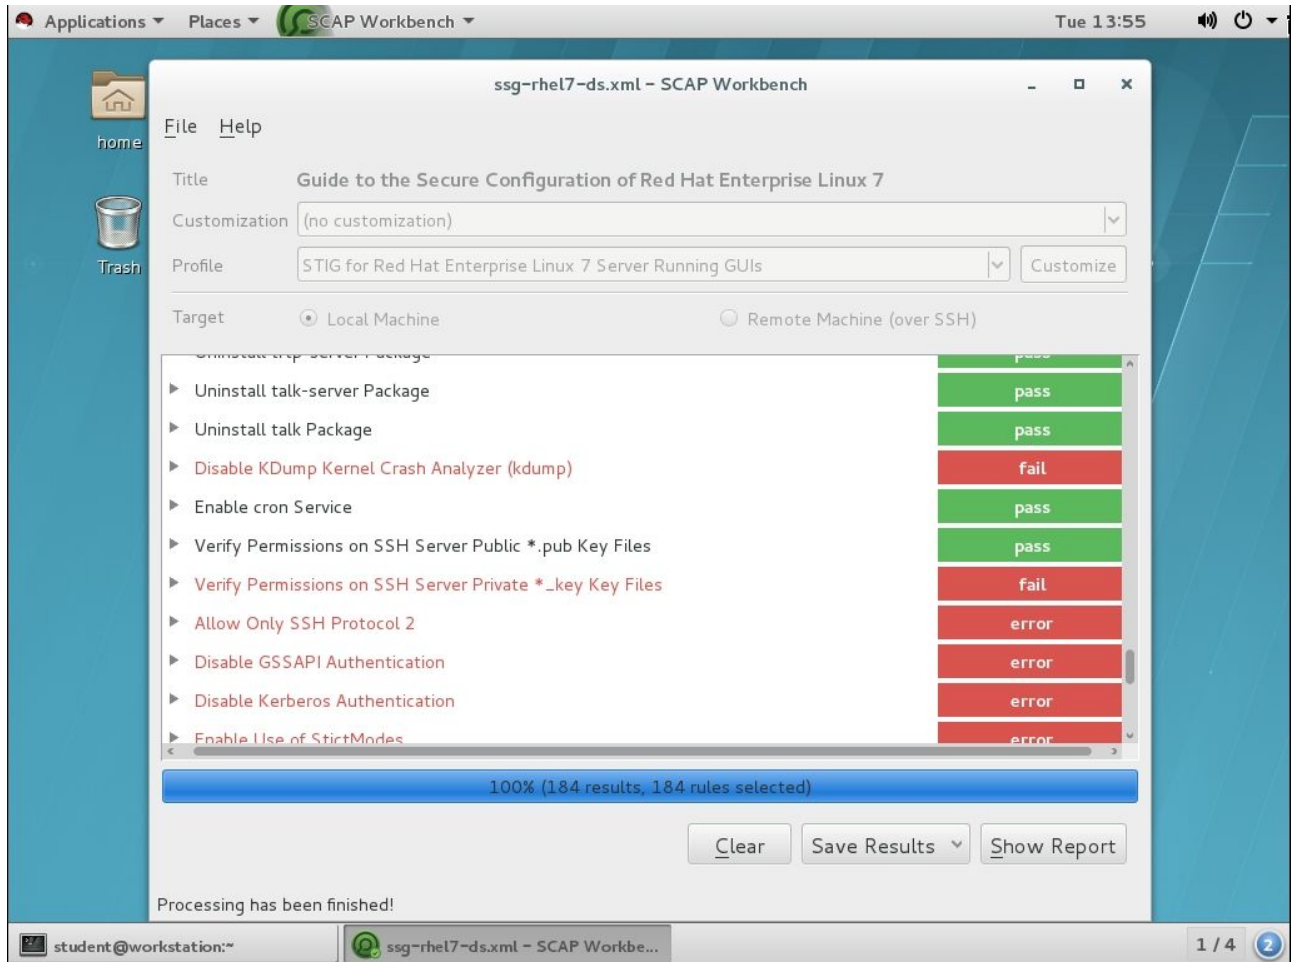 Applications Places SCAP Workbench Tue 13:55
ssg-rhel7-ds.xml – SCAP Workbench
home
File Help
Title Guide to the Secure Configuration of Red Hat Enterprise Linux 7
Customization (no customization)
Trash
Profile STIG for Red Hat Enterprise Linux 7 Server Running GUIs Customize
Target Local Machine Remote Machine (over SSH)
Uninstall tftp-server Package pass
Uninstall talk-server Package pass
Uninstall talk Package pass
Disable KDump Kernel Crash Analyzer (kdump) fail
Enable cron Service pass
Verify Permissions on SSH Server Public *.pub Key Files pass
Verify Permissions on SSH Server Private *_key Key Files fail
Allow Only SSH Protocol 2 error
Disable GSSAPI Authentication error
Disable Kerberos Authentication error
Enable Use of StictModes error
100% (184 results, 184 rules selected)
Clear Save Results Show Report
Processing has been finished!
student@workstation:~ ssg-rhel7-ds.xml – SCAP Workbe... 1 / 4 2